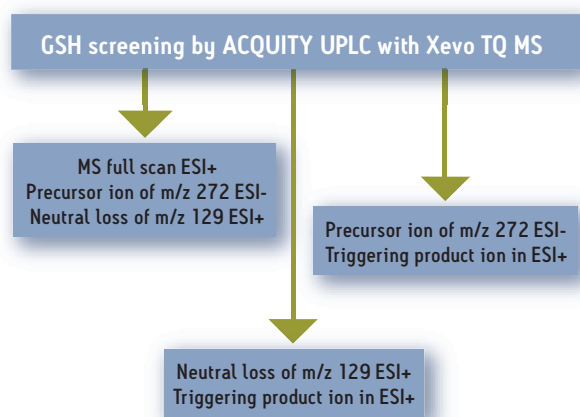 GSH screening by ACQUITY UPLC with Xevo TQ MS
MS full scan ESI+
Precursor ion of m/z 272 ESI-
Neutral loss of m/z 129 ESI+
Precursor ion of m/z 272 ESI-
Triggering product ion in ESI+
Neutral loss of m/z 129 ESI+
Triggering product ion in ESI+